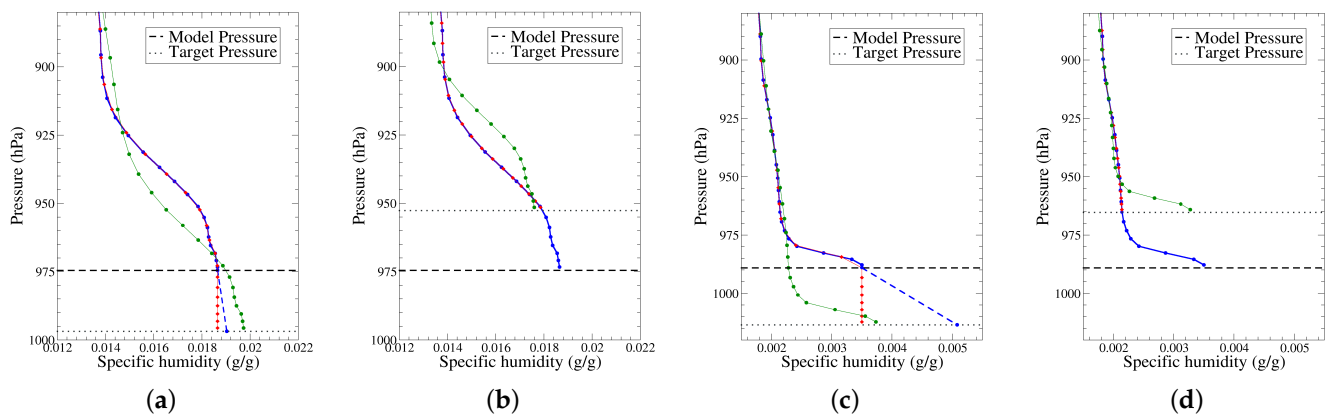 Model Pressure
Target Pressure
Pressure (hPa)
900
925
950
975
1000
0.012 0.014 0.016 0.018 0.02 0.022
Specific humidity (g/g)
(a)
Model Pressure
Target Pressure
Pressure (hPa)
900
925
950
975
1000
0.012 0.014 0.016 0.018 0.02 0.022
Specific humidity (g/g)
(b)
Model Pressure
Target Pressure
Pressure (hPa)
900
925
950
975
1000
0.002 0.003 0.004 0.005
Specific humidity (g/g)
(c)
Model Pressure
Target Pressure
Pressure (hPa)
900
925
950
975
1000
0.002 0.003 0.004 0.005
Specific humidity (g/g)
(d)